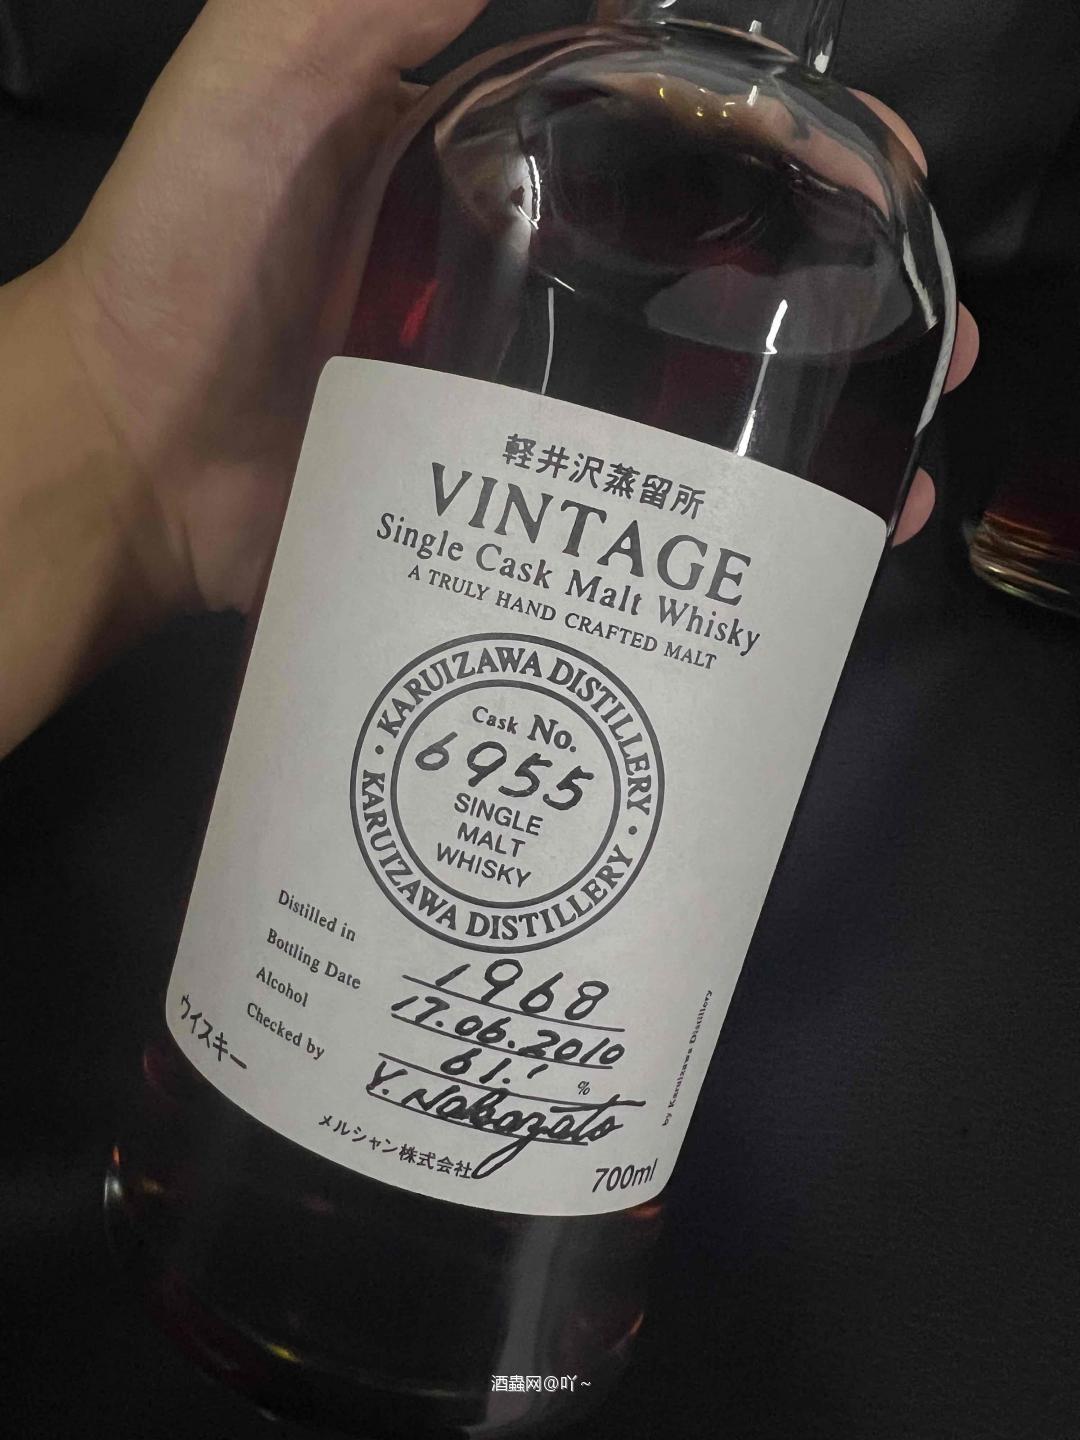 軽井沢蒸留所
VINTAGE
Single Cask Malt Whisky
A TRULY HAND CRAFTED MALT
KARUIZAWA DISTILLERY • KARUIZAWA DISTILLERY •
Cask No.
6955
SINGLE
MALT
WHISKY
Distilled in 1968
Bottling Date 17.06.2010
Alcohol 61.1 %
Checked by Y. Nakazato
ウイスキー
メルシャン株式会社
700ml
by Karuizawa Distillery
酒蟲网@吖~